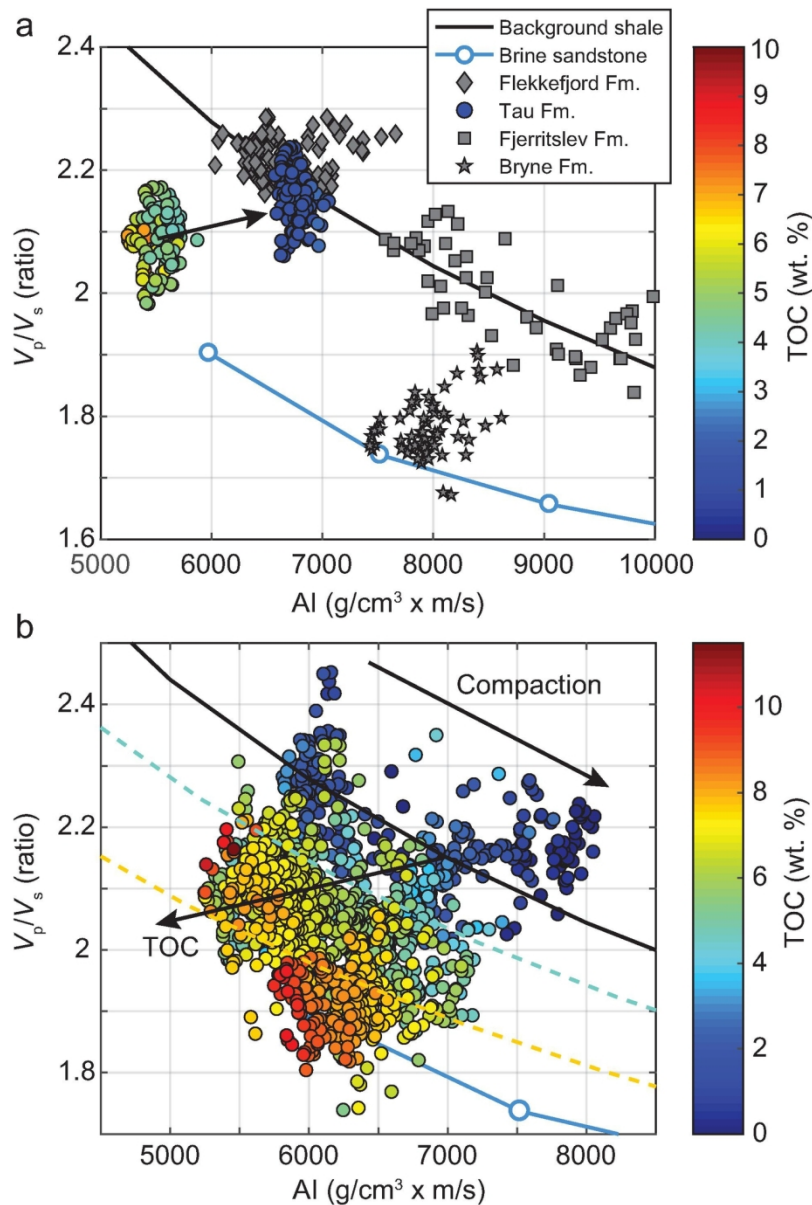 a
2.4
2.2
2
1.8
1.6
Vp/Vs (ratio)
5000 6000 7000 8000 9000 10000
AI (g/cm³ x m/s)
Background shale
Brine sandstone
Flekkefjord Fm.
Tau Fm.
Fjerritslev Fm.
Bryne Fm.
10
9
8
7
6
5
4
3
2
1
0
TOC (wt. %)
b
2.4
2.2
2
1.8
Vp/Vs (ratio)
5000 6000 7000 8000
AI (g/cm³ x m/s)
Compaction
TOC
10
8
6
4
2
0
TOC (wt. %)